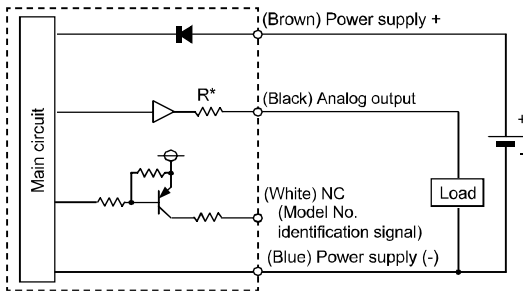 (Brown) Power supply +
R*
(Black) Analog output
Main circuit
+
-
Load
(White) NC
(Model No.
identification signal)
(Blue) Power supply (-)